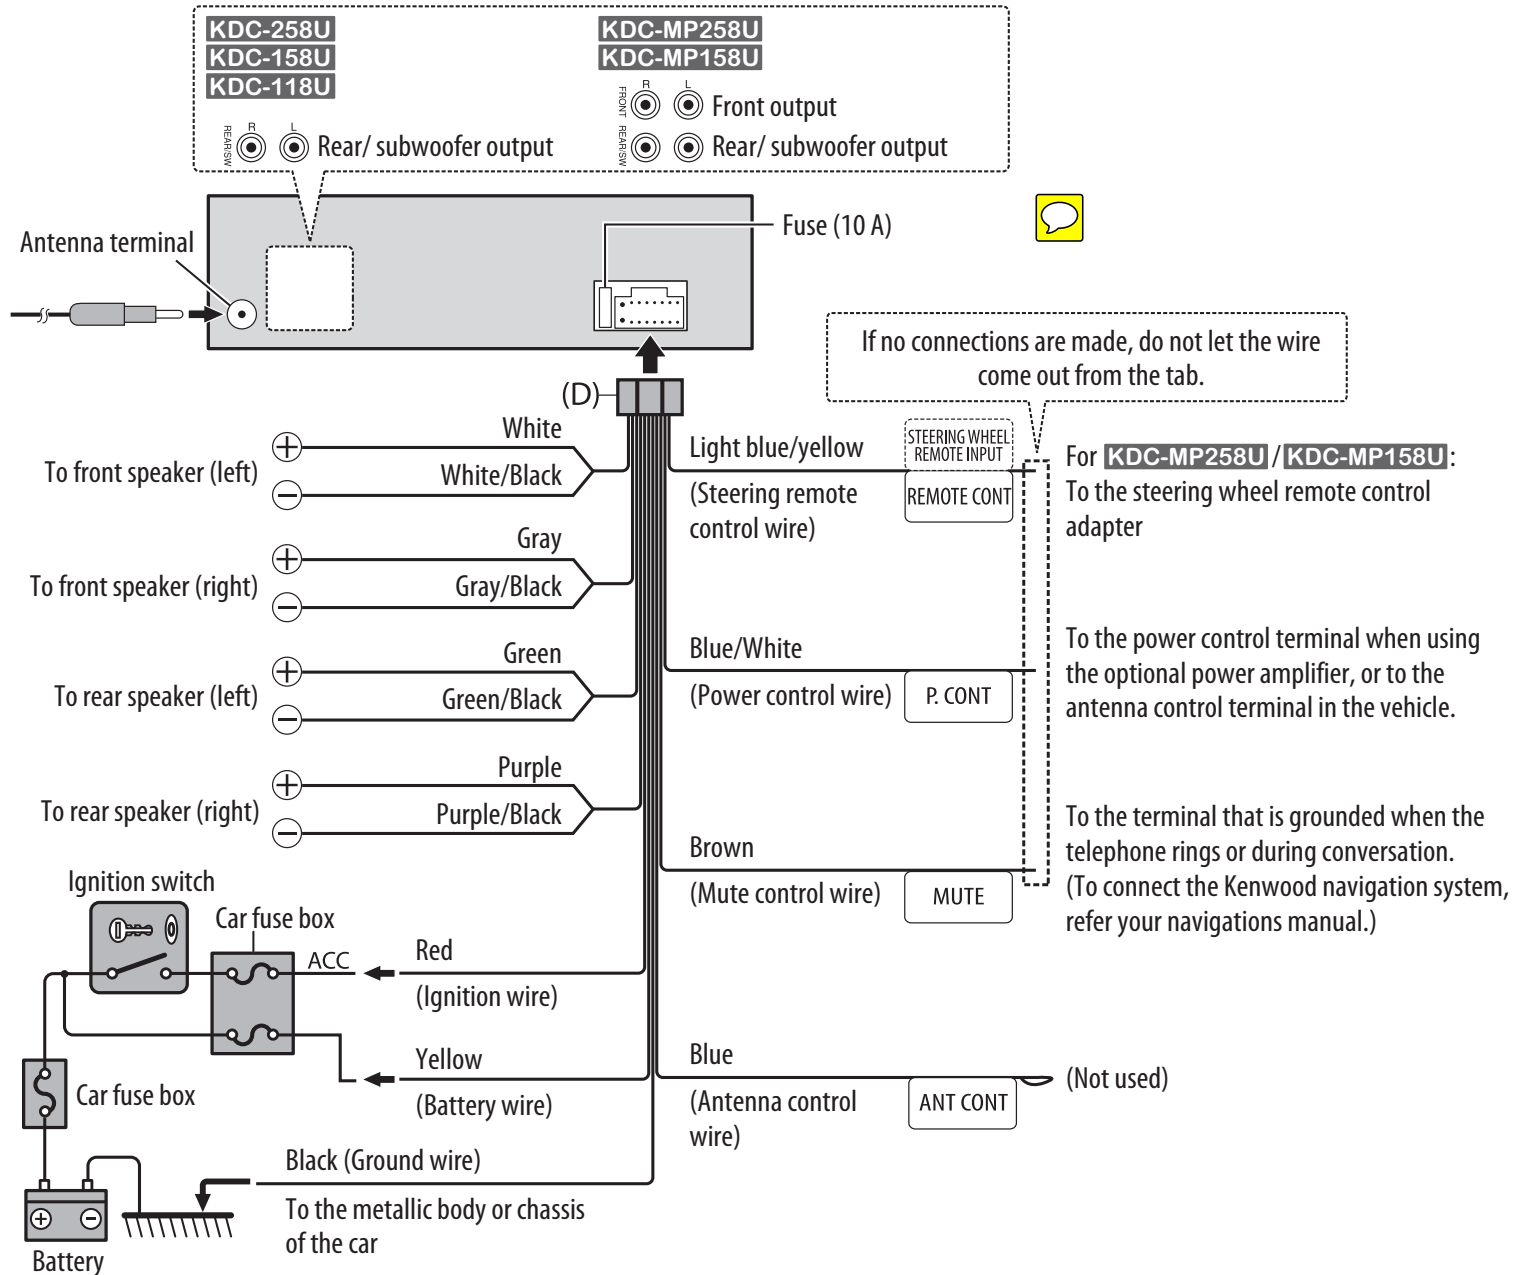 KDC-258U
KDC-158U
KDC-118U
REAR/SW
R
L
Rear/ subwoofer output
KDC-MP258U
KDC-MP158U
FRONT
R
L
Front output
REAR/SW
Rear/ subwoofer output
Antenna terminal
Fuse (10 A)
If no connections are made, do not let the wire
come out from the tab.
(D)
To front speaker (left)
White
White/Black
To front speaker (right)
Gray
Gray/Black
To rear speaker (left)
Green
Green/Black
To rear speaker (right)
Purple
Purple/Black
Light blue/yellow
(Steering remote
control wire)
STEERING WHEEL
REMOTE INPUT
REMOTE CONT
For KDC-MP258U / KDC-MP158U:
To the steering wheel remote control
adapter
Blue/White
(Power control wire)
P. CONT
To the power control terminal when using
the optional power amplifier, or to the
antenna control terminal in the vehicle.
Brown
(Mute control wire)
MUTE
To the terminal that is grounded when the
telephone rings or during conversation.
(To connect the Kenwood navigation system,
refer your navigations manual.)
Ignition switch
Car fuse box
ACC
Red
(Ignition wire)
Yellow
(Battery wire)
Car fuse box
Blue
(Antenna control
wire)
ANT CONT
(Not used)
Black (Ground wire)
To the metallic body or chassis
of the car
Battery